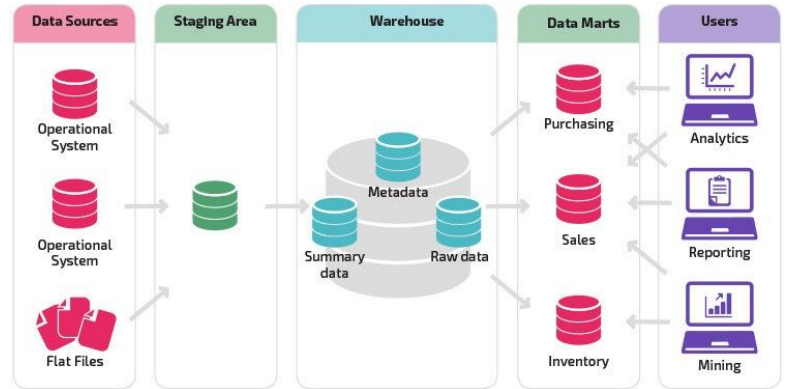 Data Sources
Staging Area
Warehouse
Data Marts
Users
Operational
System
Operational
System
Flat Files
Metadata
Summary
data
Raw data
Purchasing
Sales
Inventory
Analytics
Reporting
Mining